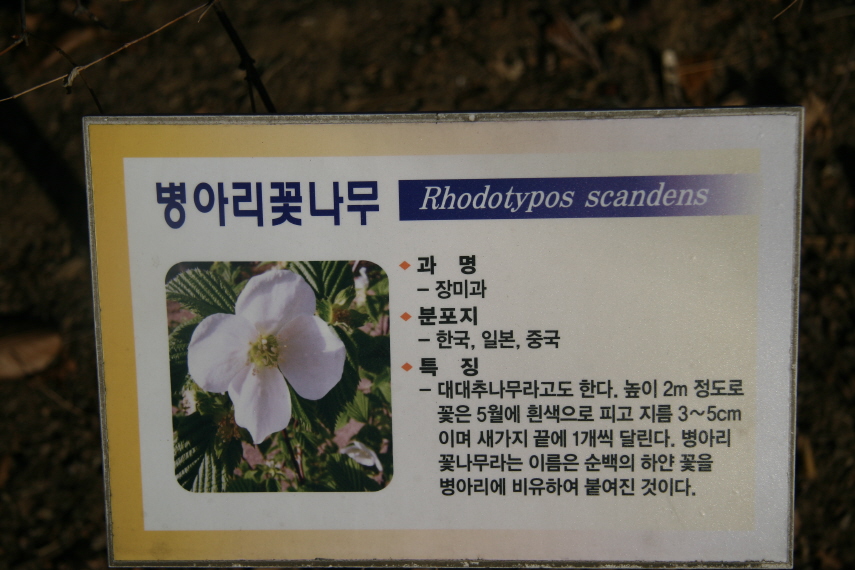 병아리꽃나무 Rhodotypos scandens
과 명
- 장미과
분포지
- 한국, 일본, 중국
특 징
- 대대추나무라고도 한다. 높이 2m 정도로
꽃은 5월에 흰색으로 피고 지름 3~5cm
이며 새가지 끝에 1개씩 달린다. 병아리
꽃나무라는 이름은 순백의 하얀 꽃을
병아리에 비유하여 붙여진 것이다.